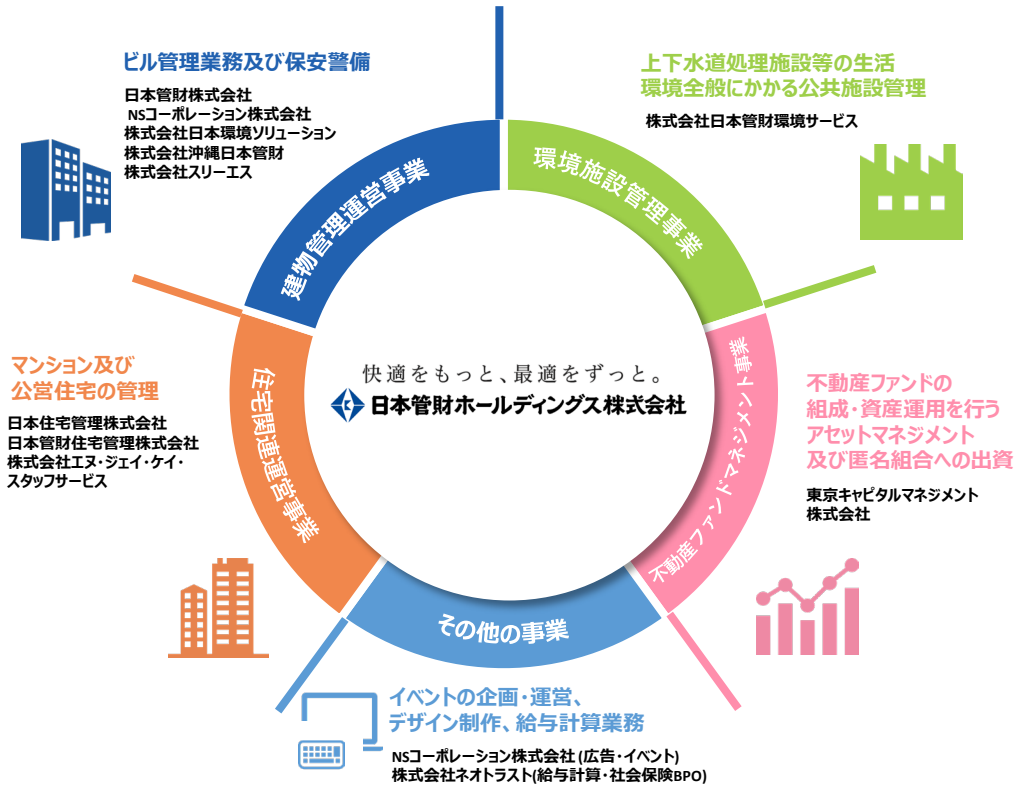 ビル管理業務及び保安警備
日本管財株式会社
NSコーポレーション株式会社
株式会社日本環境ソリューション
株式会社沖縄日本管財
株式会社スリーエス
建物管理運営事業
上下水道処理施設等の生活
環境全般にかかる公共施設管理
株式会社日本管財環境サービス
環境施設管理事業
マンション及び
公営住宅の管理
日本住宅管理株式会社
日本管財住宅管理株式会社
株式会社エヌ・ジェイ・ケイ・
スタッフサービス
住宅関連運営事業
快適をもっと、最適をずっと。
日本管財ホールディングス株式会社
不動産ファンドマネジメント事業
不動産ファンドの
組成・資産運用を行う
アセットマネジメント
及び匿名組合への出資
東京キャピタルマネジメント
株式会社
その他の事業
イベントの企画・運営、
デザイン制作、給与計算業務
NSコーポレーション株式会社 (広告・イベント)
株式会社ネオトラスト(給与計算・社会保険BPO)